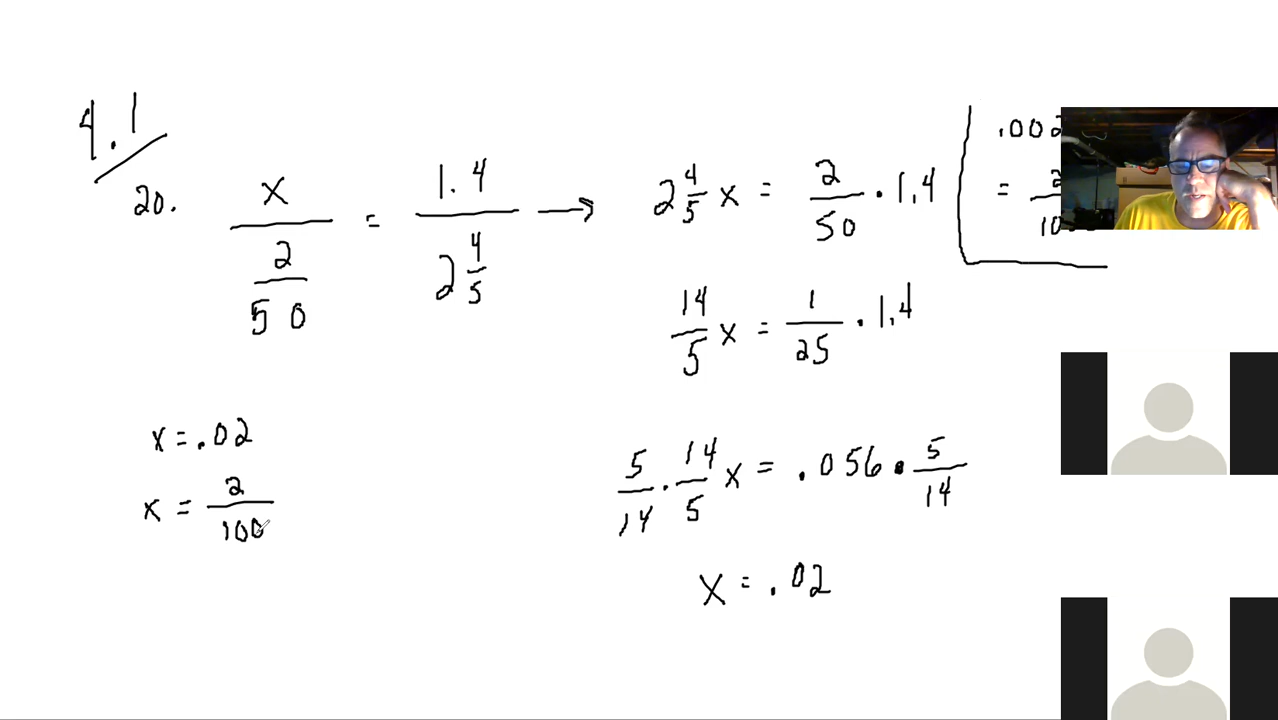 4.1
20. x / (2/50) = 1.4 / (2 4/5) → 2 4/5 x = 2/50 · 1.4
14/5 x = 1/25 · 1.4
5/14 · 14/5 x = .056 · 5/14
x = .02
x = .02
x = 2/100
.002
=